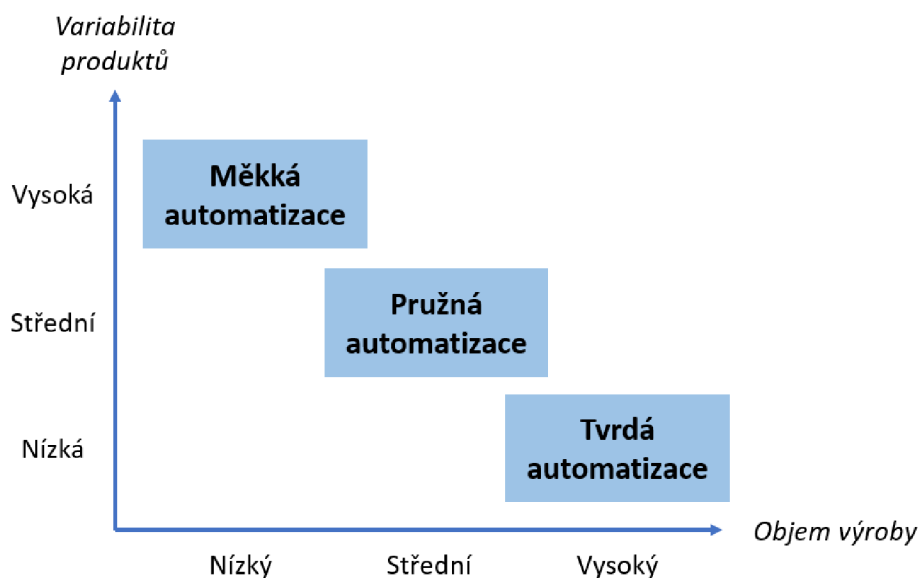 Variabilita
produktů
Vysoká
Měkká
automatizace
Střední
Pružná
automatizace
Nízká
Tvrdá
automatizace
Objem výroby
Nízký
Střední
Vysoký